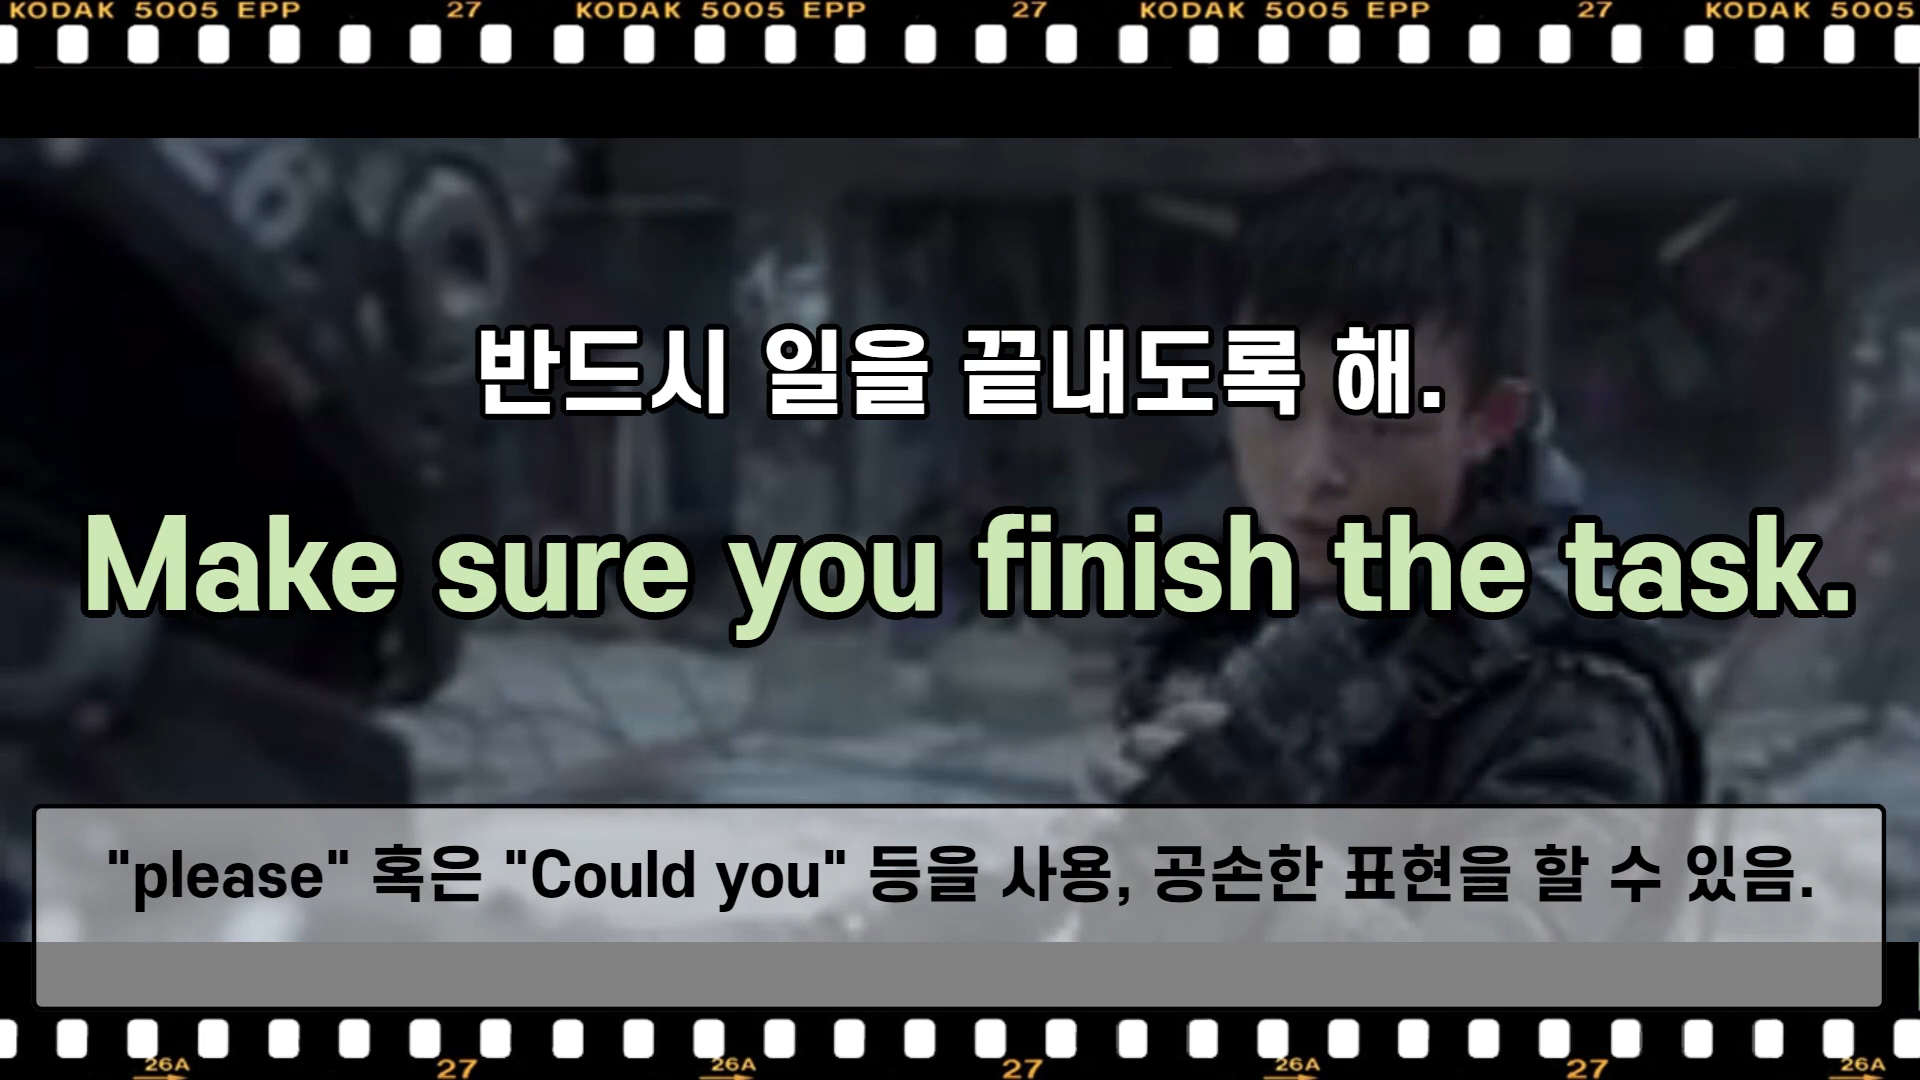 KODAK 5005 EPP 27 KODAK 5005 EPP 27 KODAK 5005 EPP 27 KODAK 5005
반드시 일을 끝내도록 해.
Make sure you finish the task.
"please" 혹은 "Could you" 등을 사용, 공손한 표현을 할 수 있음.
26A 27 26A 27 26A 27 26A